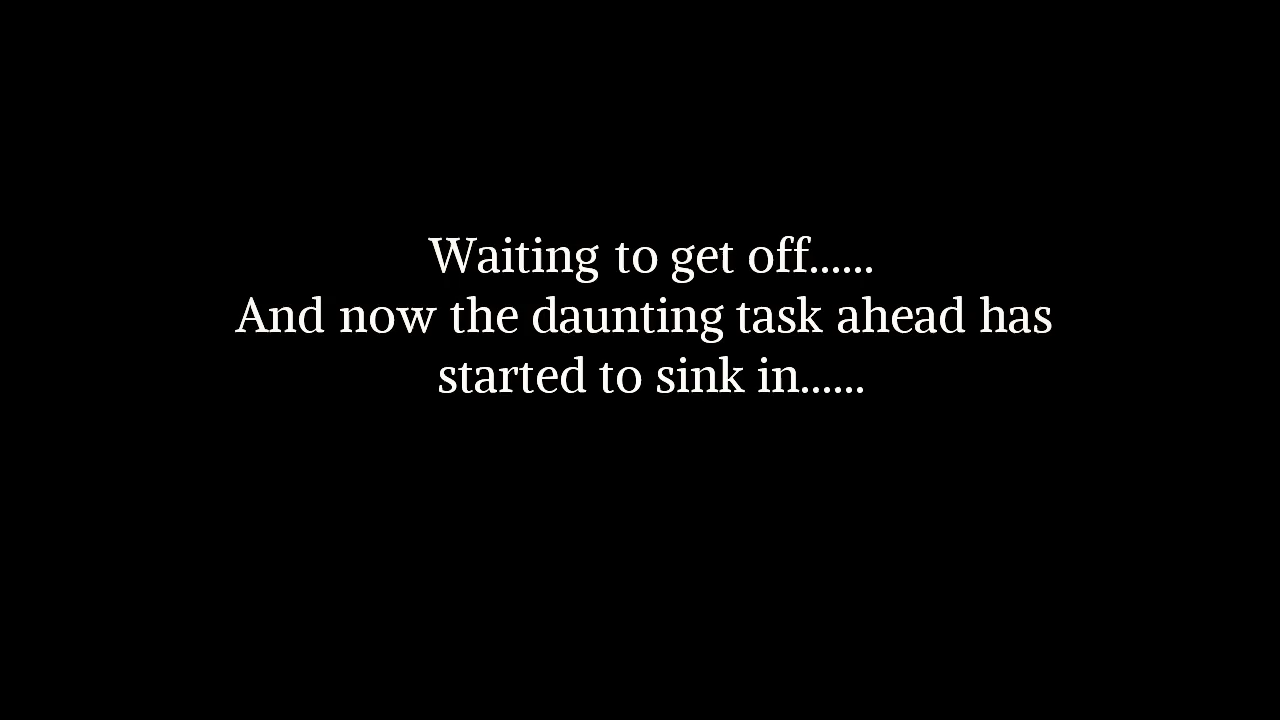 Waiting to get off......
And now the daunting task ahead has
started to sink in......